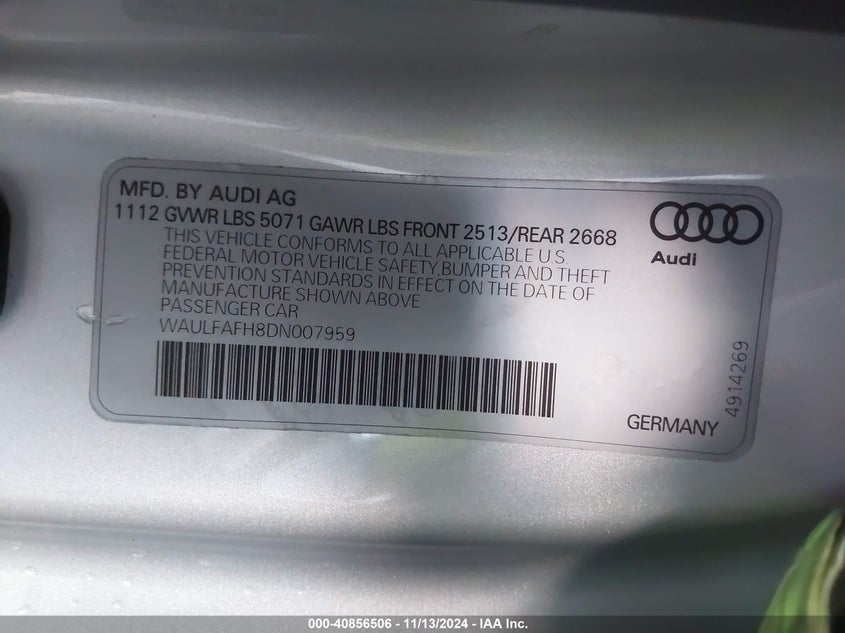 MFD. BY AUDI AG
1112 GVWR LBS 5071 GAWR LBS FRONT 2513/REAR 2668
THIS VEHICLE CONFORMS TO ALL APPLICABLE U S
FEDERAL MOTOR VEHICLE SAFETY BUMPER AND THEFT
PREVENTION STANDARDS IN EFFECT ON THE DATE OF
MANUFACTURE SHOWN ABOVE
PASSENGER CAR
WAULFAFH8DN007959
Audi
GERMANY
4914269
000-40856506 - 11/13/2024 - IAA Inc.